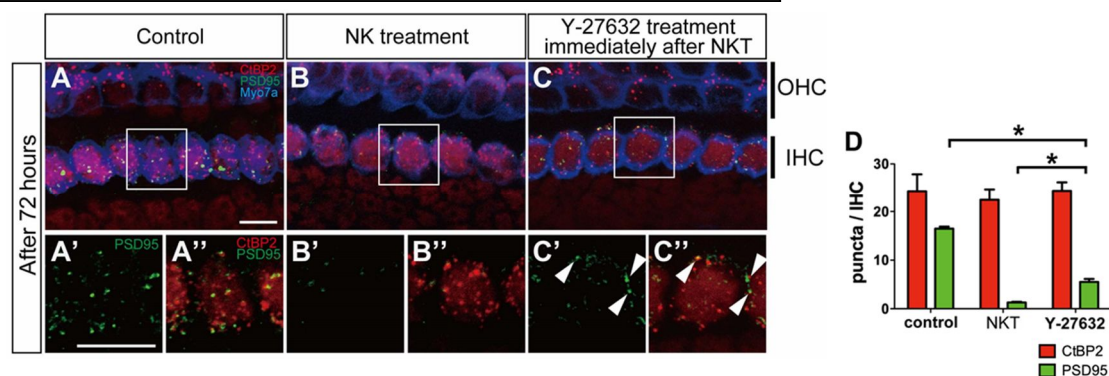 Control
NK treatment
Y-27632 treatment
immediately after NKT
After 72 hours
A
CtBP2
PSD95
Myo7a
B
C
OHC
IHC
A’
PSD95
A’’
CtBP2
PSD95
B’
B’’
C’
C’’
D
*
*
puncta / IHC
30
20
10
0
control
NKT
Y-27632
CtBP2
PSD95